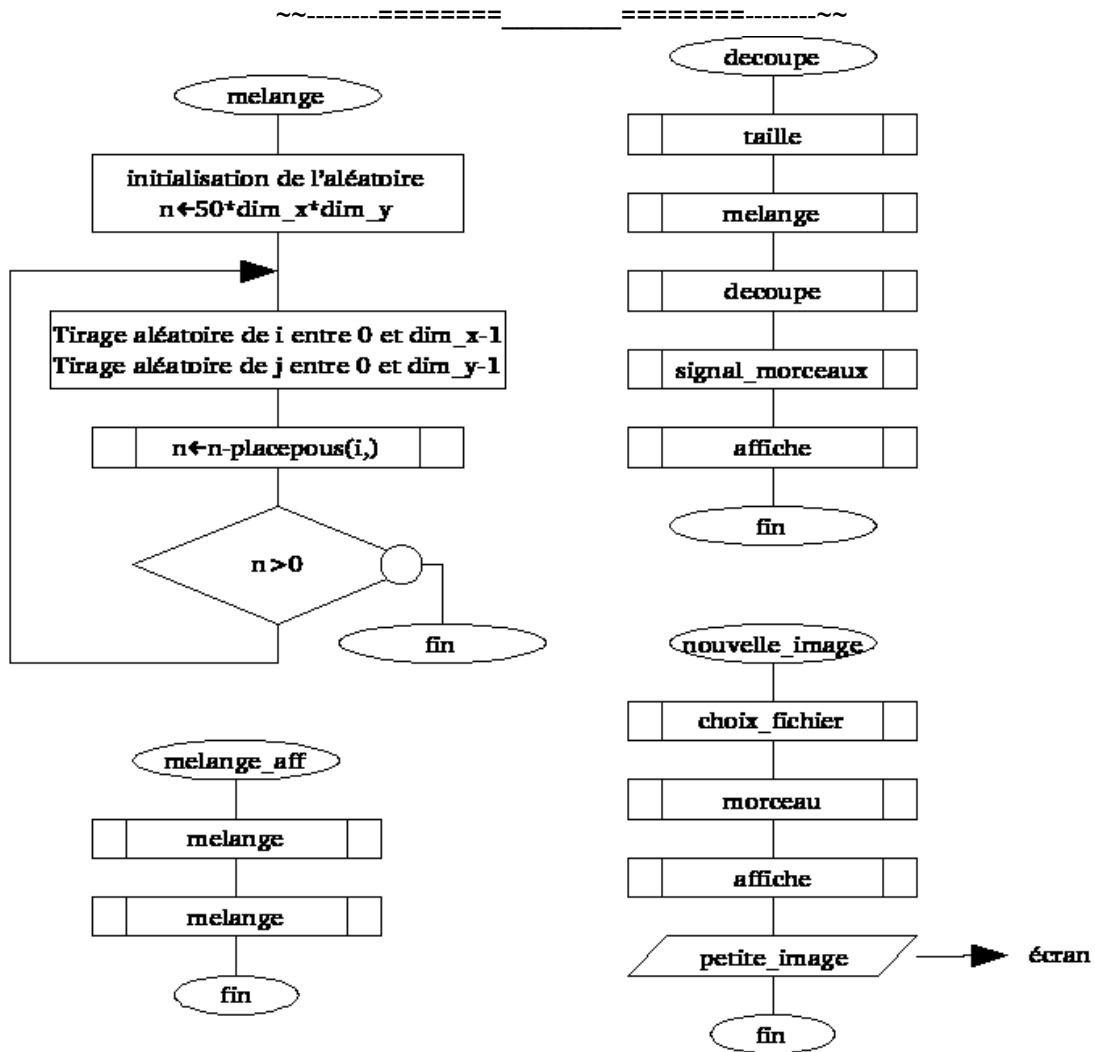 ~~--------========________========--------~~
melange
initialisation de l'aléatoire
n←50*dim_x*dim_y
Tirage aléatoire de i entre 0 et dim_x-1
Tirage aléatoire de j entre 0 et dim_y-1
n←n-placepous(i,)
n>0
fin
melange_aff
melange
melange
fin
decoupe
taille
melange
decoupe
signal_morceaux
affiche
fin
nouvelle_image
choix_fichier
morceau
affiche
petite_image
écran
fin